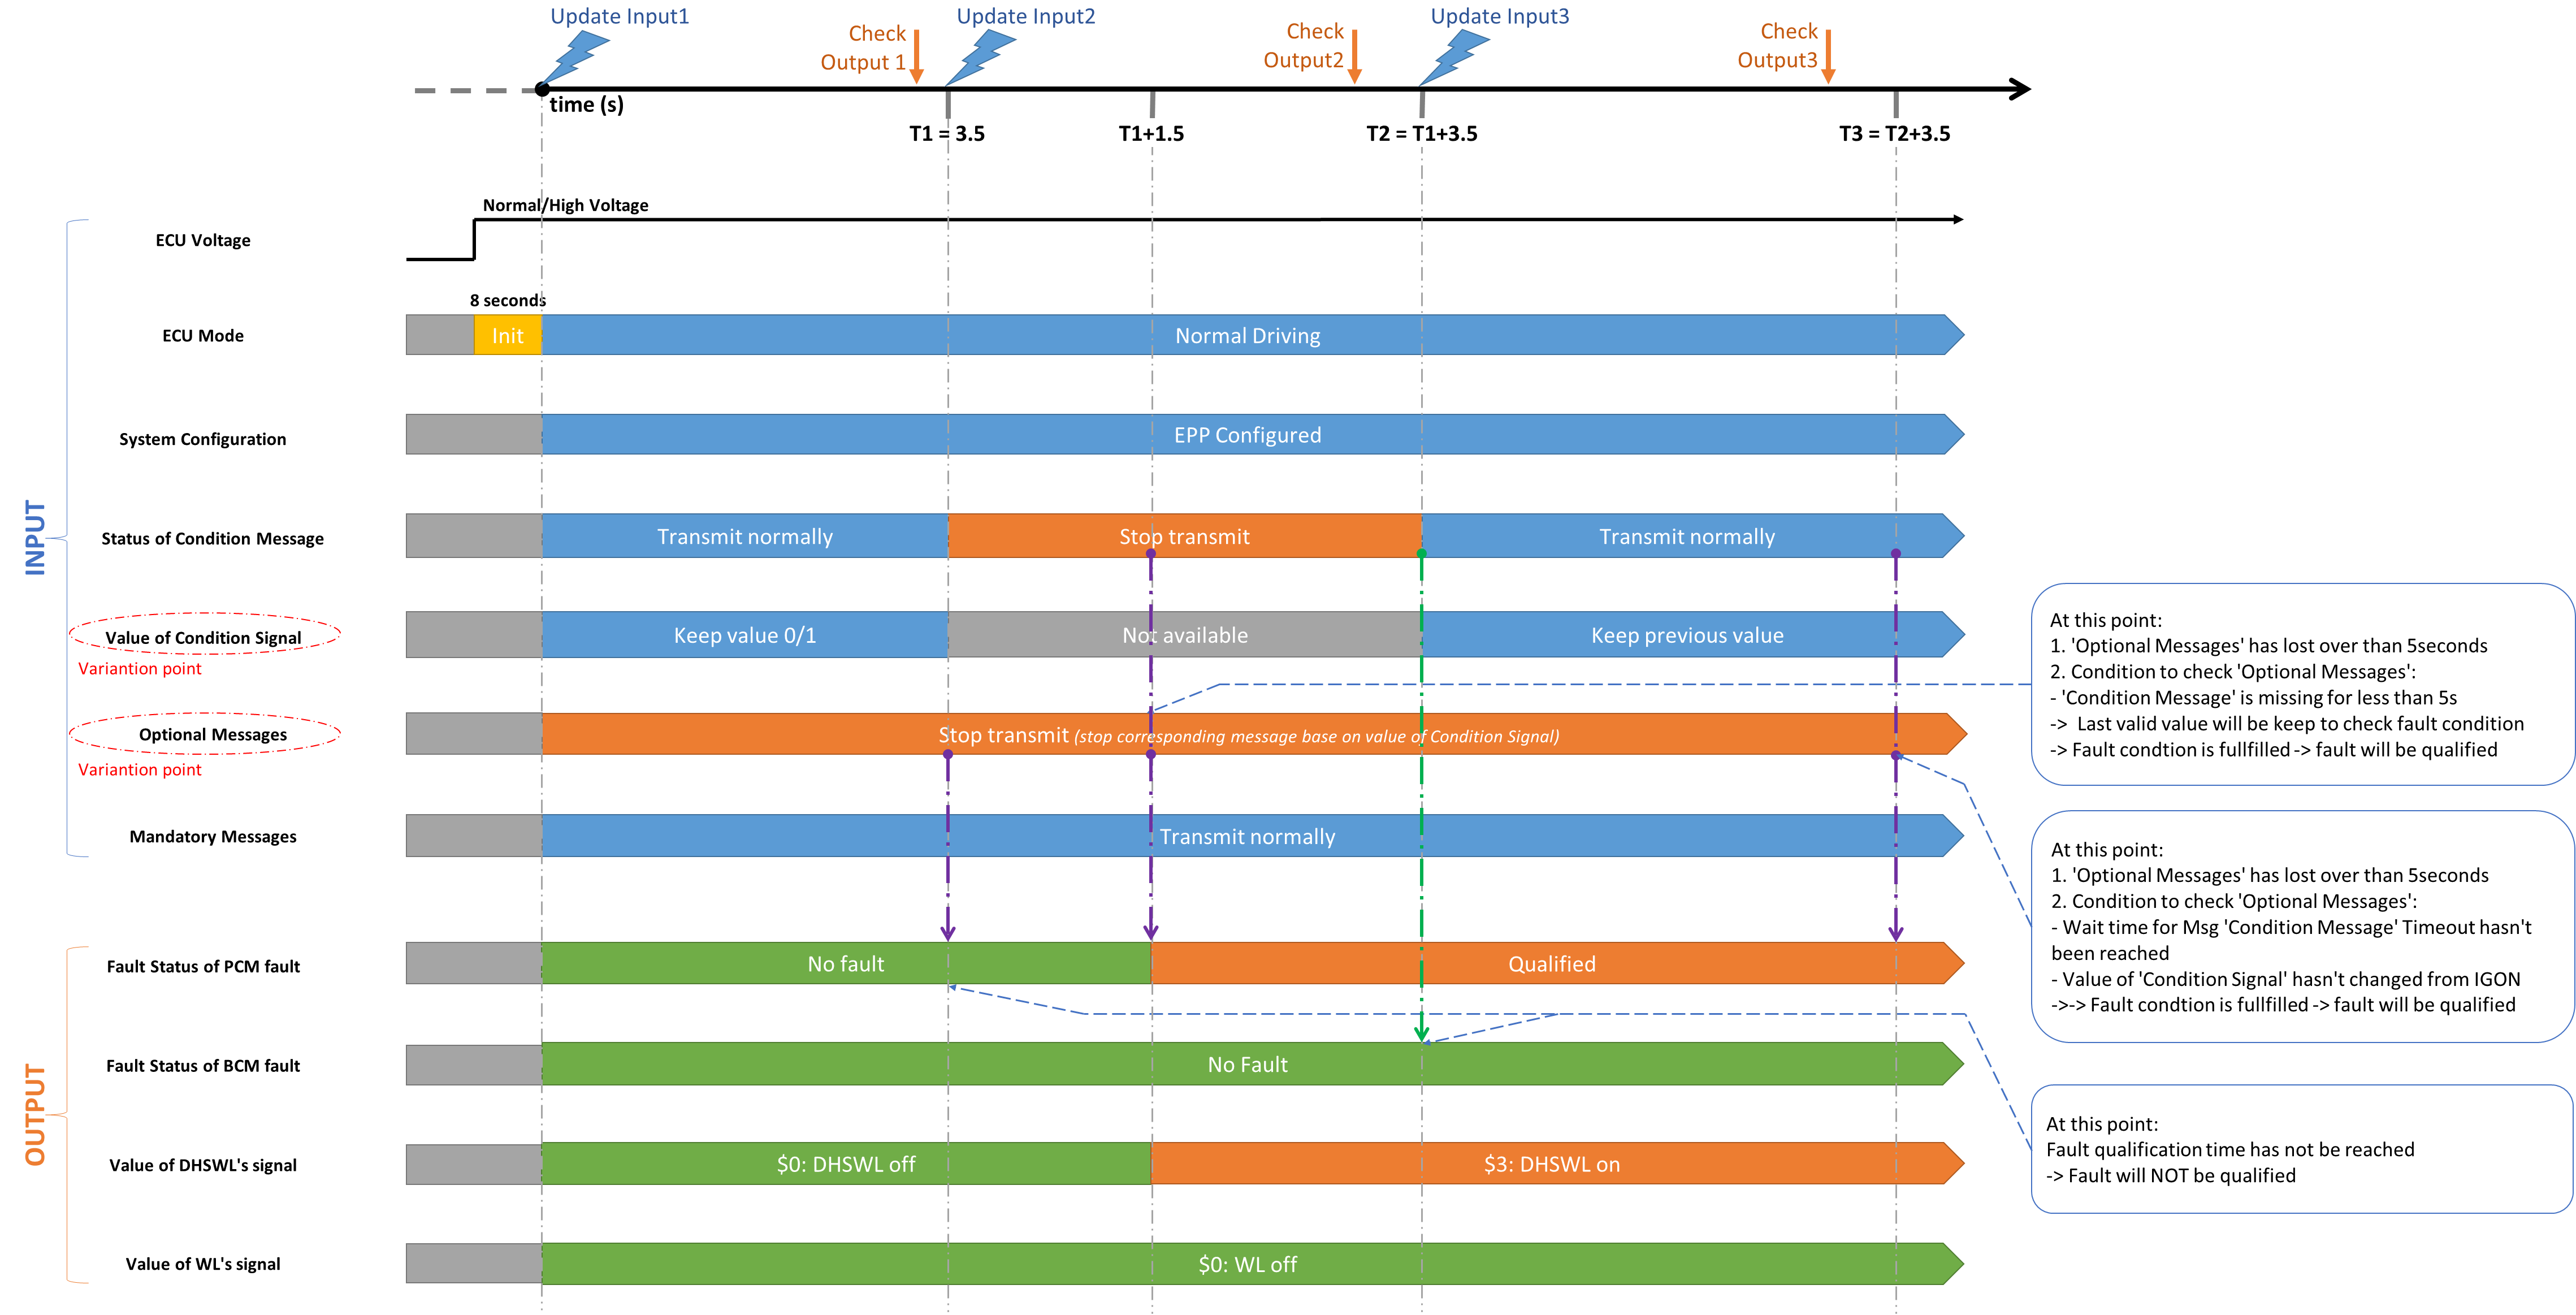 Update Input1
Update Input2
Update Input3
Check
Output 1
Check
Output2
Check
Output3
time (s)
T1 = 3.5
T1+1.5
T2 = T1+3.5
T3 = T2+3.5
INPUT
ECU Voltage
Normal/High Voltage
8 seconds
ECU Mode
Init
Normal Driving
System Configuration
EPP Configured
Status of Condition Message
Transmit normally
Stop transmit
Transmit normally
Value of Condition Signal
Variantion point
Keep value 0/1
Not available
Keep previous value
Optional Messages
Variantion point
Stop transmit (stop corresponding message base on value of Condition Signal)
Mandatory Messages
Transmit normally
OUTPUT
Fault Status of PCM fault
No fault
Qualified
Fault Status of BCM fault
No Fault
Value of DHSWL's signal
$0: DHSWL off
$3: DHSWL on
Value of WL's signal
$0: WL off
At this point:
1. 'Optional Messages' has lost over than 5seconds
2. Condition to check 'Optional Messages':
- 'Condition Message' is missing for less than 5s
-> Last valid value will be keep to check fault condition
-> Fault condtion is fullfilled -> fault will be qualified
At this point:
1. 'Optional Messages' has lost over than 5seconds
2. Condition to check 'Optional Messages':
- Wait time for Msg 'Condition Message' Timeout hasn't
been reached
- Value of 'Condition Signal' hasn't changed from IGON
->-> Fault condtion is fullfilled -> fault will be qualified
At this point:
Fault qualification time has not be reached
-> Fault will NOT be qualified